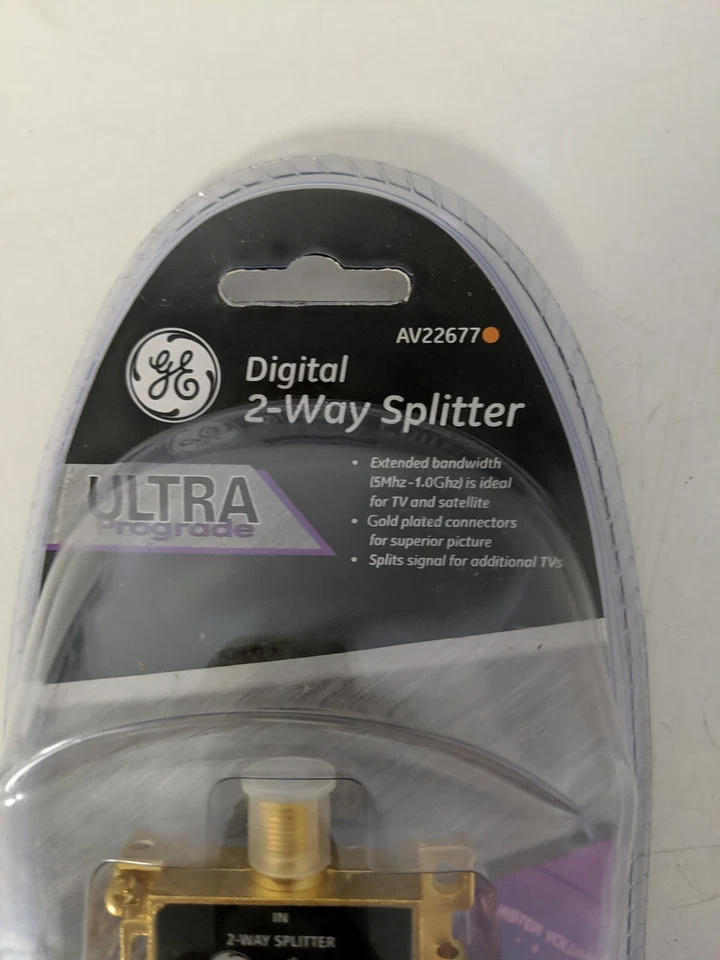 AV22677
GE
Digital
2-Way Splitter
ULTRA
Prograde
• Extended bandwidth
(5Mhz-1.0Ghz) is ideal
for TV and satellite
• Gold plated connectors
for superior picture
• Splits signal for additional TVs
IN
2-WAY SPLITTER